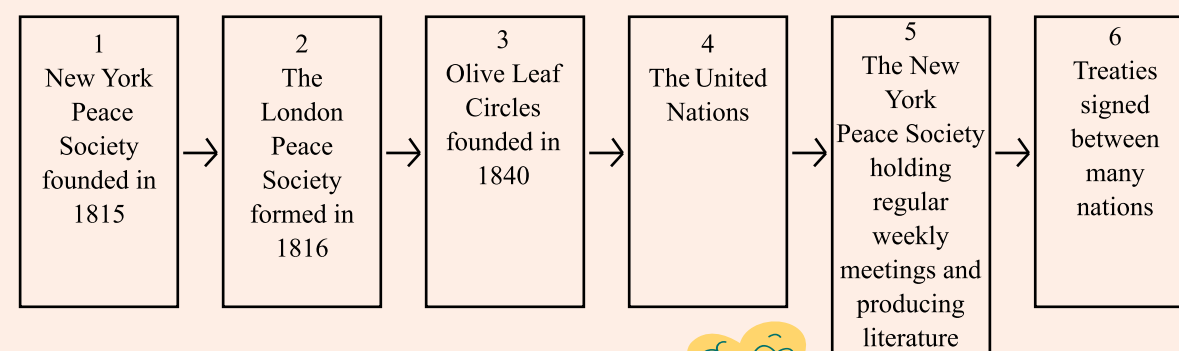 1
New York
Peace
Society
founded in
1815
2
The
London
Peace
Society
formed in
1816
3
Olive Leaf
Circles
founded in
1840
4
The United
Nations
5
The New
York
Peace Society
holding
regular
weekly
meetings and
producing
literature
6
Treaties
signed
between
many
nations